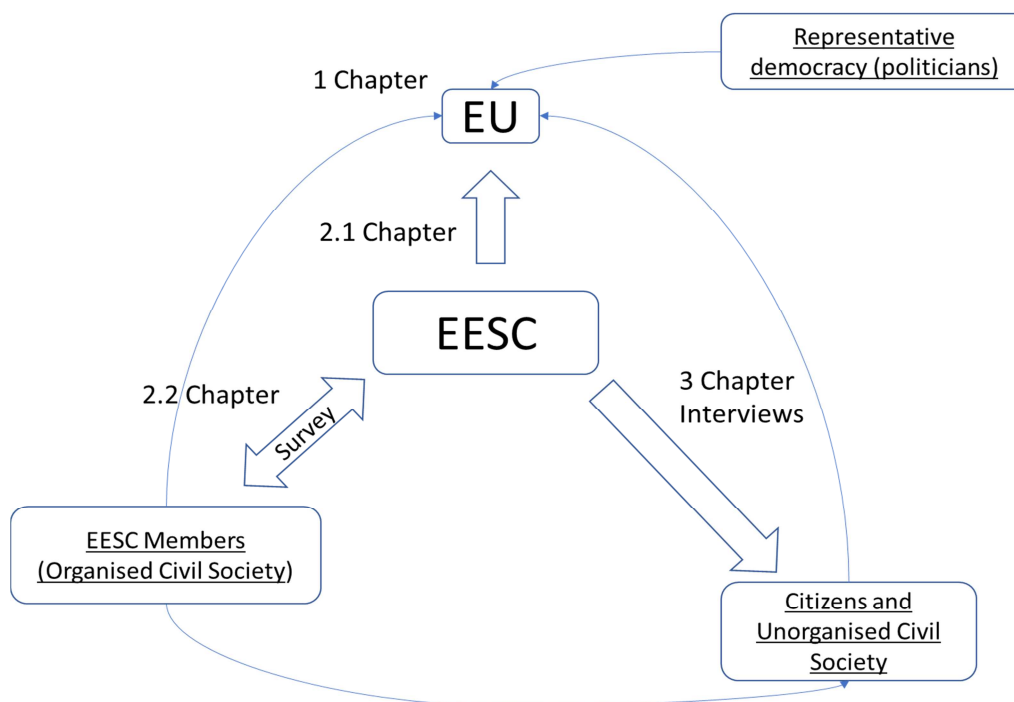 Representative
democracy (politicians)
1 Chapter
EU
2.1 Chapter
EESC
2.2 Chapter
Survey
3 Chapter
Interviews
EESC Members
(Organised Civil Society)
Citizens and
Unorganised Civil
Society